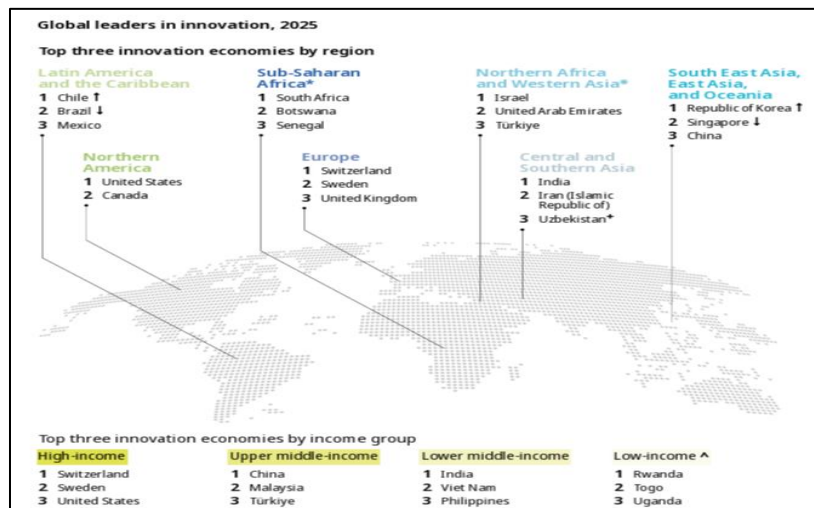 Global leaders in innovation, 2025
Top three innovation economies by region
Latin America
and the Caribbean
1 Chile ↑
2 Brazil ↓
3 Mexico
Sub-Saharan
Africa*
1 South Africa
2 Botswana
3 Senegal
Northern Africa
and Western Asia*
1 Israel
2 United Arab Emirates
3 Türkiye
South East Asia,
East Asia,
and Oceania
1 Republic of Korea ↑
2 Singapore ↓
3 China
Northern
America
1 United States
2 Canada
Europe
1 Switzerland
2 Sweden
3 United Kingdom
Central and
Southern Asia
1 India
2 Iran (Islamic
Republic of)
3 Uzbekistan✦
Top three innovation economies by income group
High-income
1 Switzerland
2 Sweden
3 United States
Upper middle-income
1 China
2 Malaysia
3 Türkiye
Lower middle-income
1 India
2 Viet Nam
3 Philippines
Low-income ^
1 Rwanda
2 Togo
3 Uganda